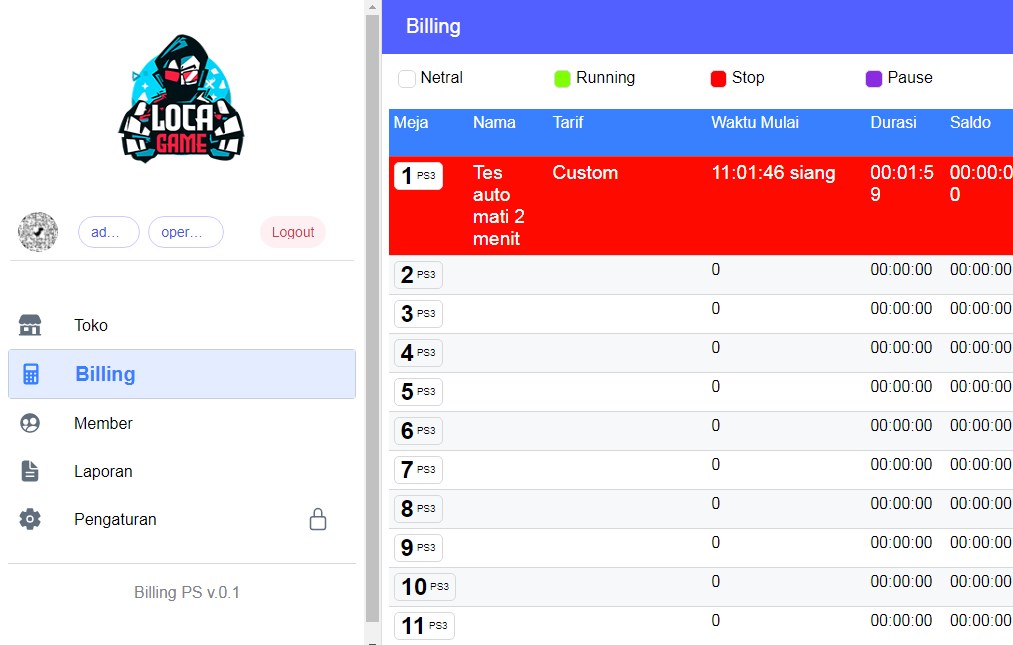 LOCA
GAME
ad...
oper...
Logout
Toko
Billing
Member
Laporan
Pengaturan
Billing PS v.0.1
Billing
Netral
Running
Stop
Pause
Meja Nama Tarif Waktu Mulai Durasi Saldo
1 PS3 Tes auto mati 2 menit Custom 11:01:46 siang 00:01:59 00:00:00
2 PS3 0 00:00:00 00:00:00
3 PS3 0 00:00:00 00:00:00
4 PS3 0 00:00:00 00:00:00
5 PS3 0 00:00:00 00:00:00
6 PS3 0 00:00:00 00:00:00
7 PS3 0 00:00:00 00:00:00
8 PS3 0 00:00:00 00:00:00
9 PS3 0 00:00:00 00:00:00
10 PS3 0 00:00:00 00:00:00
11 PS3 0 00:00:00 00:00:00